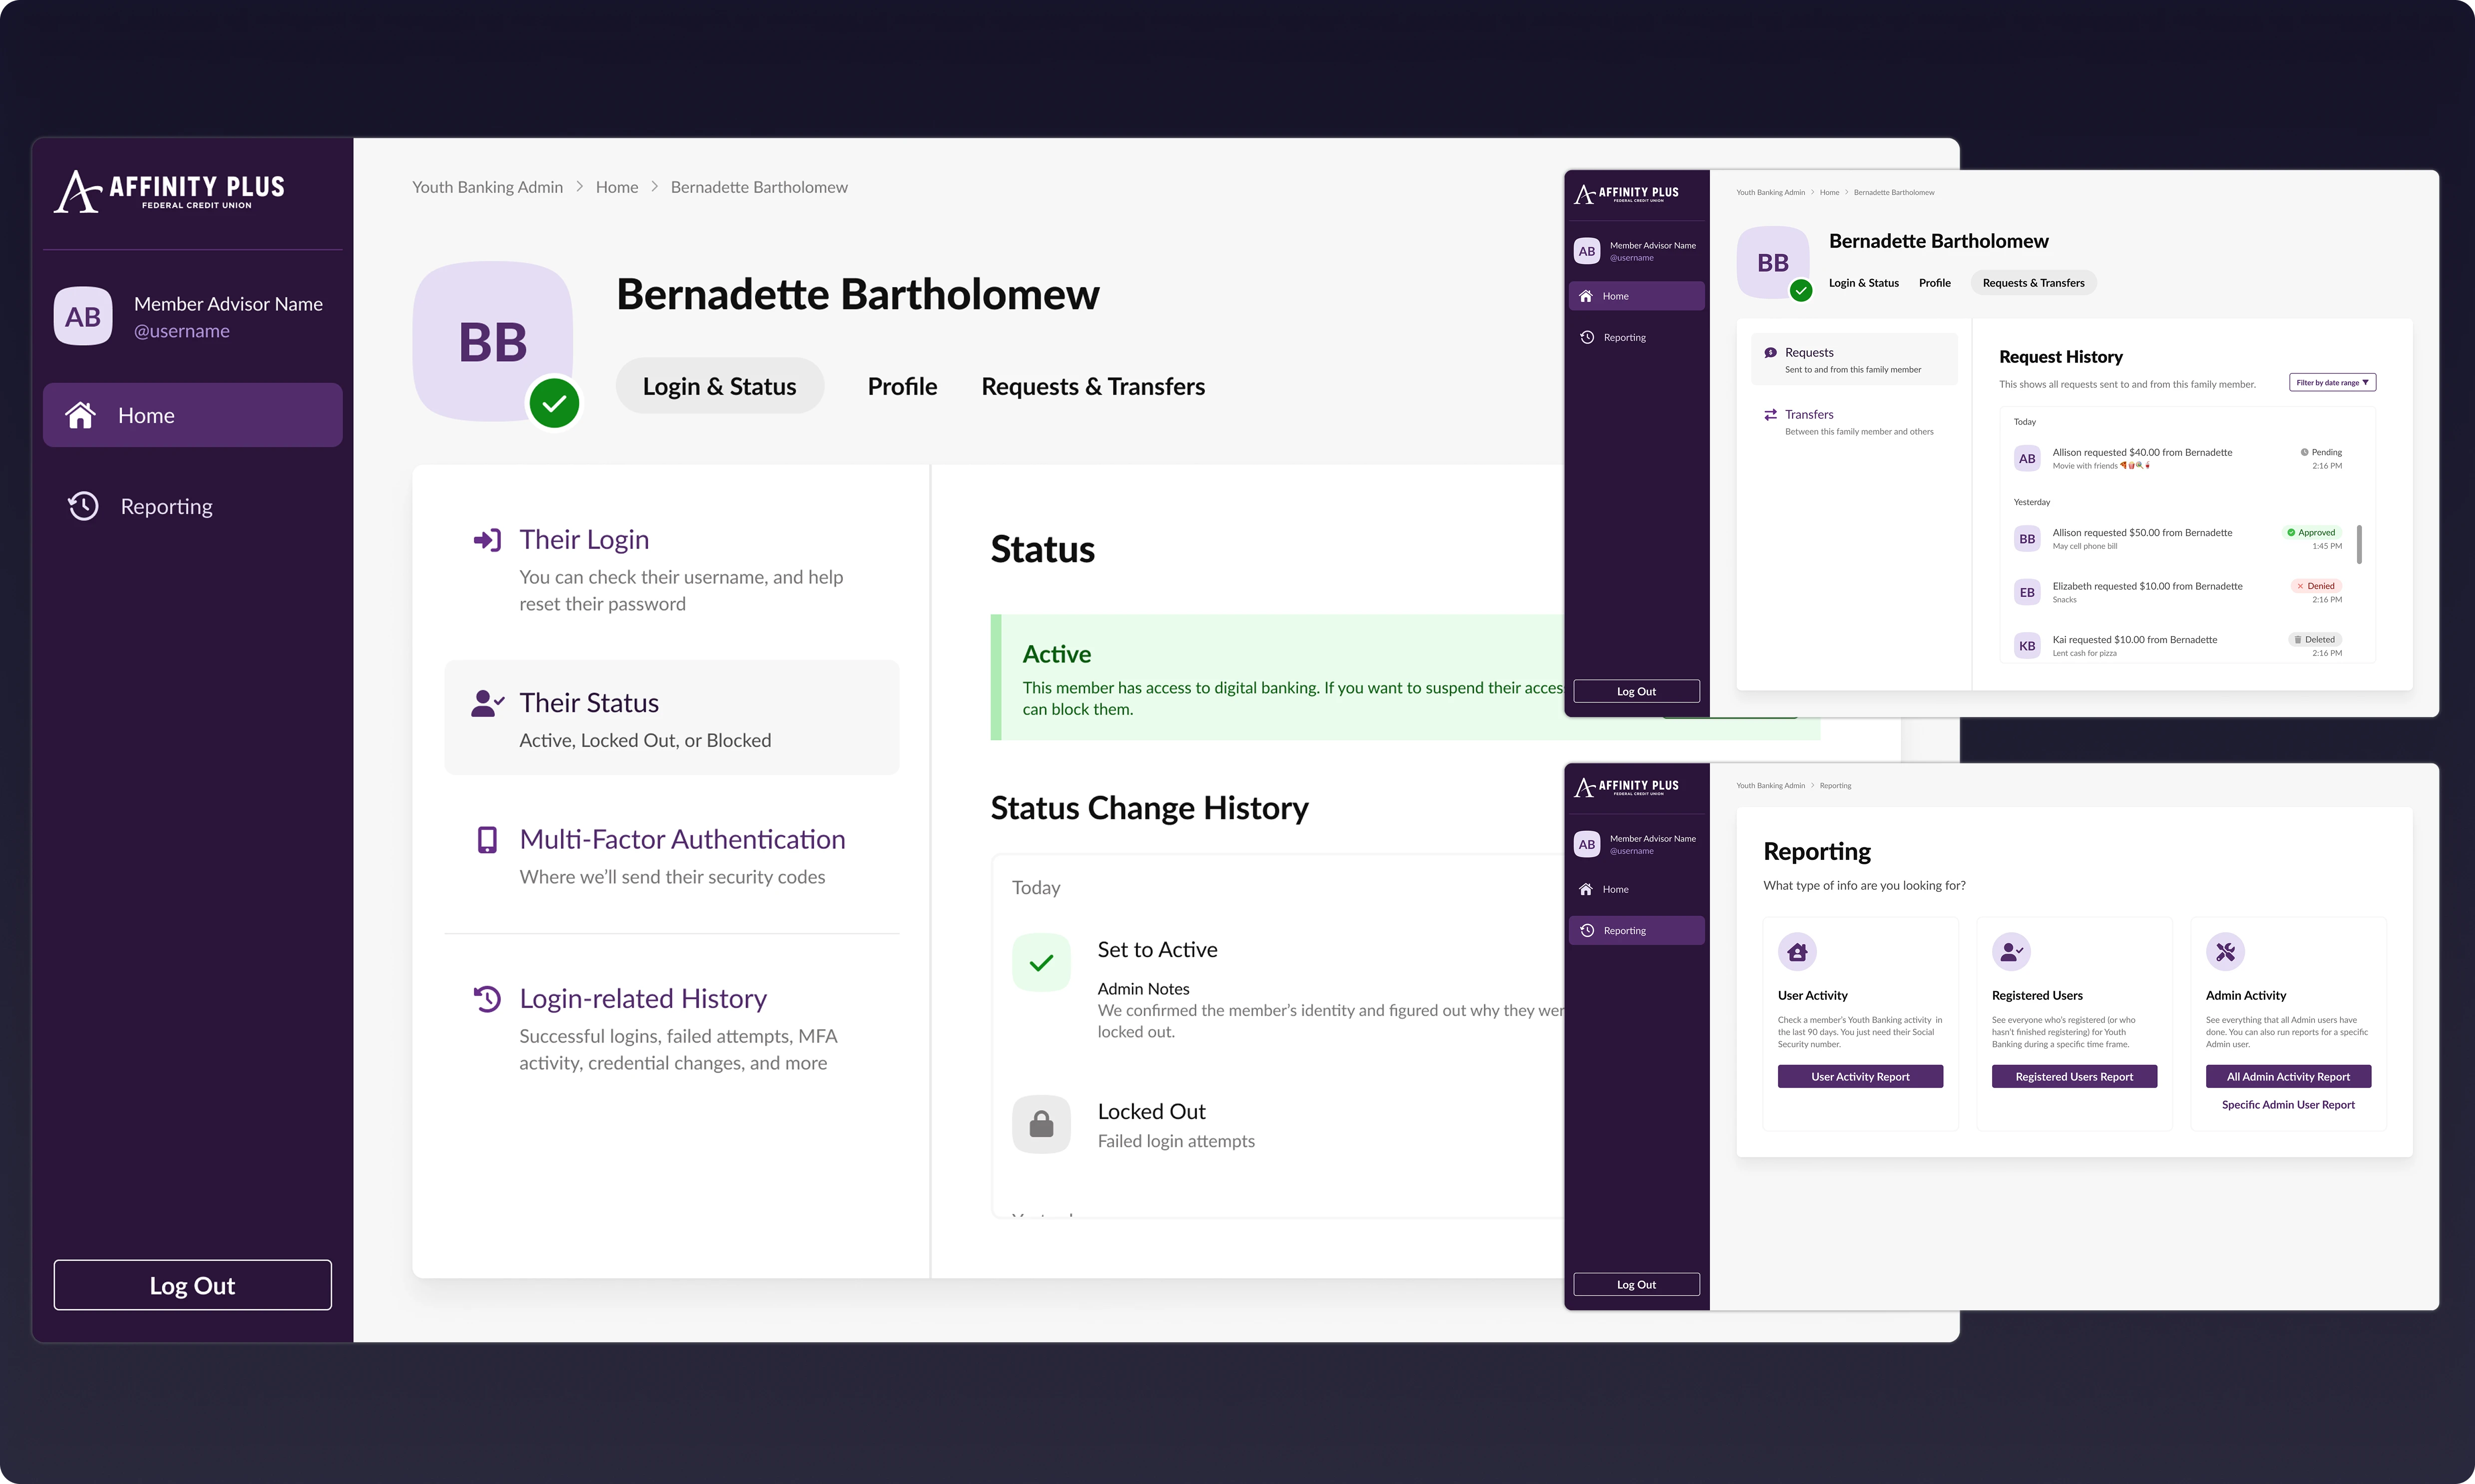 AFFINITY PLUS
FEDERAL CREDIT UNION
AB
Member Advisor Name
@username
Home
Reporting
Log Out
Youth Banking Admin > Home > Bernadette Bartholomew
BB
Bernadette Bartholomew
Login & Status Profile Requests & Transfers
Their Login
You can check their username, and help
reset their password
Their Status
Active, Locked Out, or Blocked
Multi-Factor Authentication
Where we'll send their security codes
Login-related History
Successful logins, failed attempts, MFA
activity, credential changes, and more
Status
Active
This member has access to digital banking. If you want to suspend their
can block them.
Status Change History
Today
Set to Active
Admin Notes
We confirmed the member's identity and figured out why they
locked out.
Locked Out
Failed login attempts
AFFINITY PLUS
FEDERAL CREDIT UNION
AB
Member Advisor Name
@username
Home
Reporting
Log Out
Youth Banking Admin > Home > Bernadette Bartholomew
BB
Bernadette Bartholomew
Login & Status Profile Requests & Transfers
Requests
Sent to and from this family member
Transfers
Between this family member and others
Request History
This shows all requests sent to and from this family member.
Filter by date range
Today
AB
Allison requested $40.00 from Bernadette Pending
Movie with friends 2:16 PM
Yesterday
BB
Allison requested $50.00 from Bernadette Approved
May cell phone bill 1:45 PM
EB
Elizabeth requested $10.00 from Bernadette Denied
Snacks 2:16 PM
KB
Kai requested $10.00 from Bernadette Deleted
Lent cash for pizza 2:16 PM
AFFINITY PLUS
FEDERAL CREDIT UNION
AB
Member Advisor Name
@username
Home
Reporting
Log Out
Youth Banking Admin > Reporting
Reporting
What type of info are you looking for?
User Activity
Check a member's Youth Banking activity in
the last 90 days. You just need their Social
Security number.
User Activity Report
Registered Users
See everyone who's registered (or who
hasn't finished registering) for Youth
Banking during a specific time frame.
Registered Users Report
Admin Activity
See everything that all Admin users have
done. You can also run reports for a specific
Admin user.
All Admin Activity Report
Specific Admin User Report